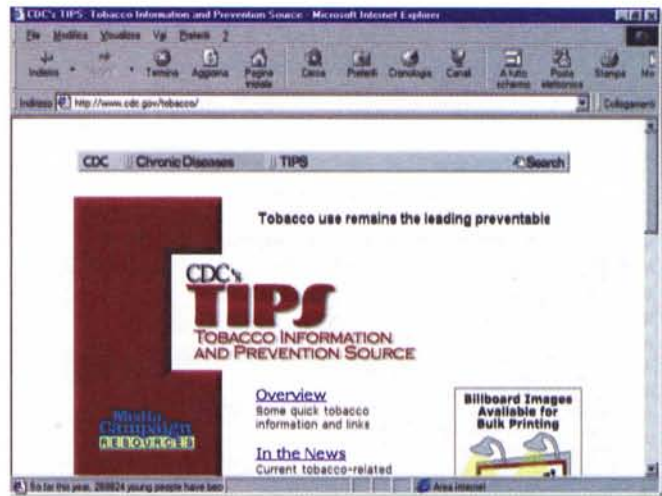 CDC's TIPS: Tobacco Information and Prevention Source - Microsoft Internet Explorer
File Modifica Visualizza Vai Preferiti ?
Indietro Termina Aggiorna Pagina iniziale Cerca Preferiti Cronologia Canali A tutto schermo Posta elettronica Stampa
Indirizzo http://www.cdc.gov/tobacco/ Collegamenti
CDC Chronic Diseases TIPS Search
Tobacco use remains the leading preventable
CDC's
TIPS
TOBACCO INFORMATION
AND PREVENTION SOURCE
Media
Campaign
RESOURCES
Overview
Some quick tobacco
information and links
In the News
Current tobacco-related
Billboard Images
Available for
Bulk Printing
So far this year, 288824 young people have bec
Area internet